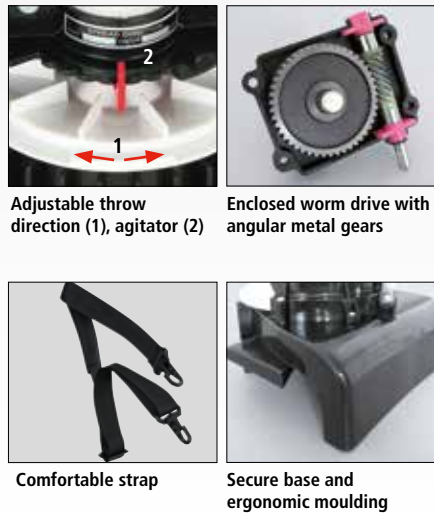 2
1
Adjustable throw
direction (1), agitator (2)
Enclosed worm drive with
angular metal gears
Comfortable strap
Secure base and
ergonomic moulding